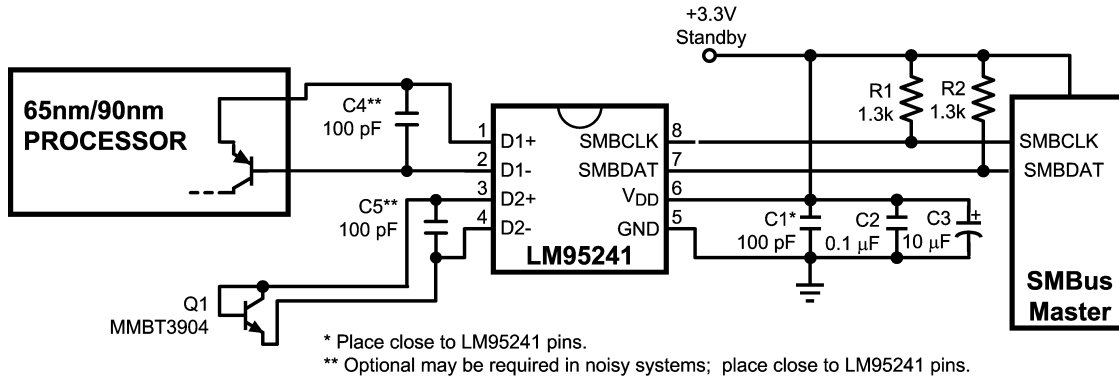 +3.3V
Standby
65nm/90nm
PROCESSOR
C4**
100 pF
C5**
100 pF
1
2
3
4
D1+
D1-
D2+
D2-
SMBCLK
SMBDAT
VDD
GND
LM95241
8
7
6
5
R1
1.3k
R2
1.3k
C1*
100 pF
C2
0.1 µF
C3
+
10 µF
SMBCLK
SMBDAT
SMBus
Master
Q1
MMBT3904
* Place close to LM95241 pins.
** Optional may be required in noisy systems; place close to LM95241 pins.